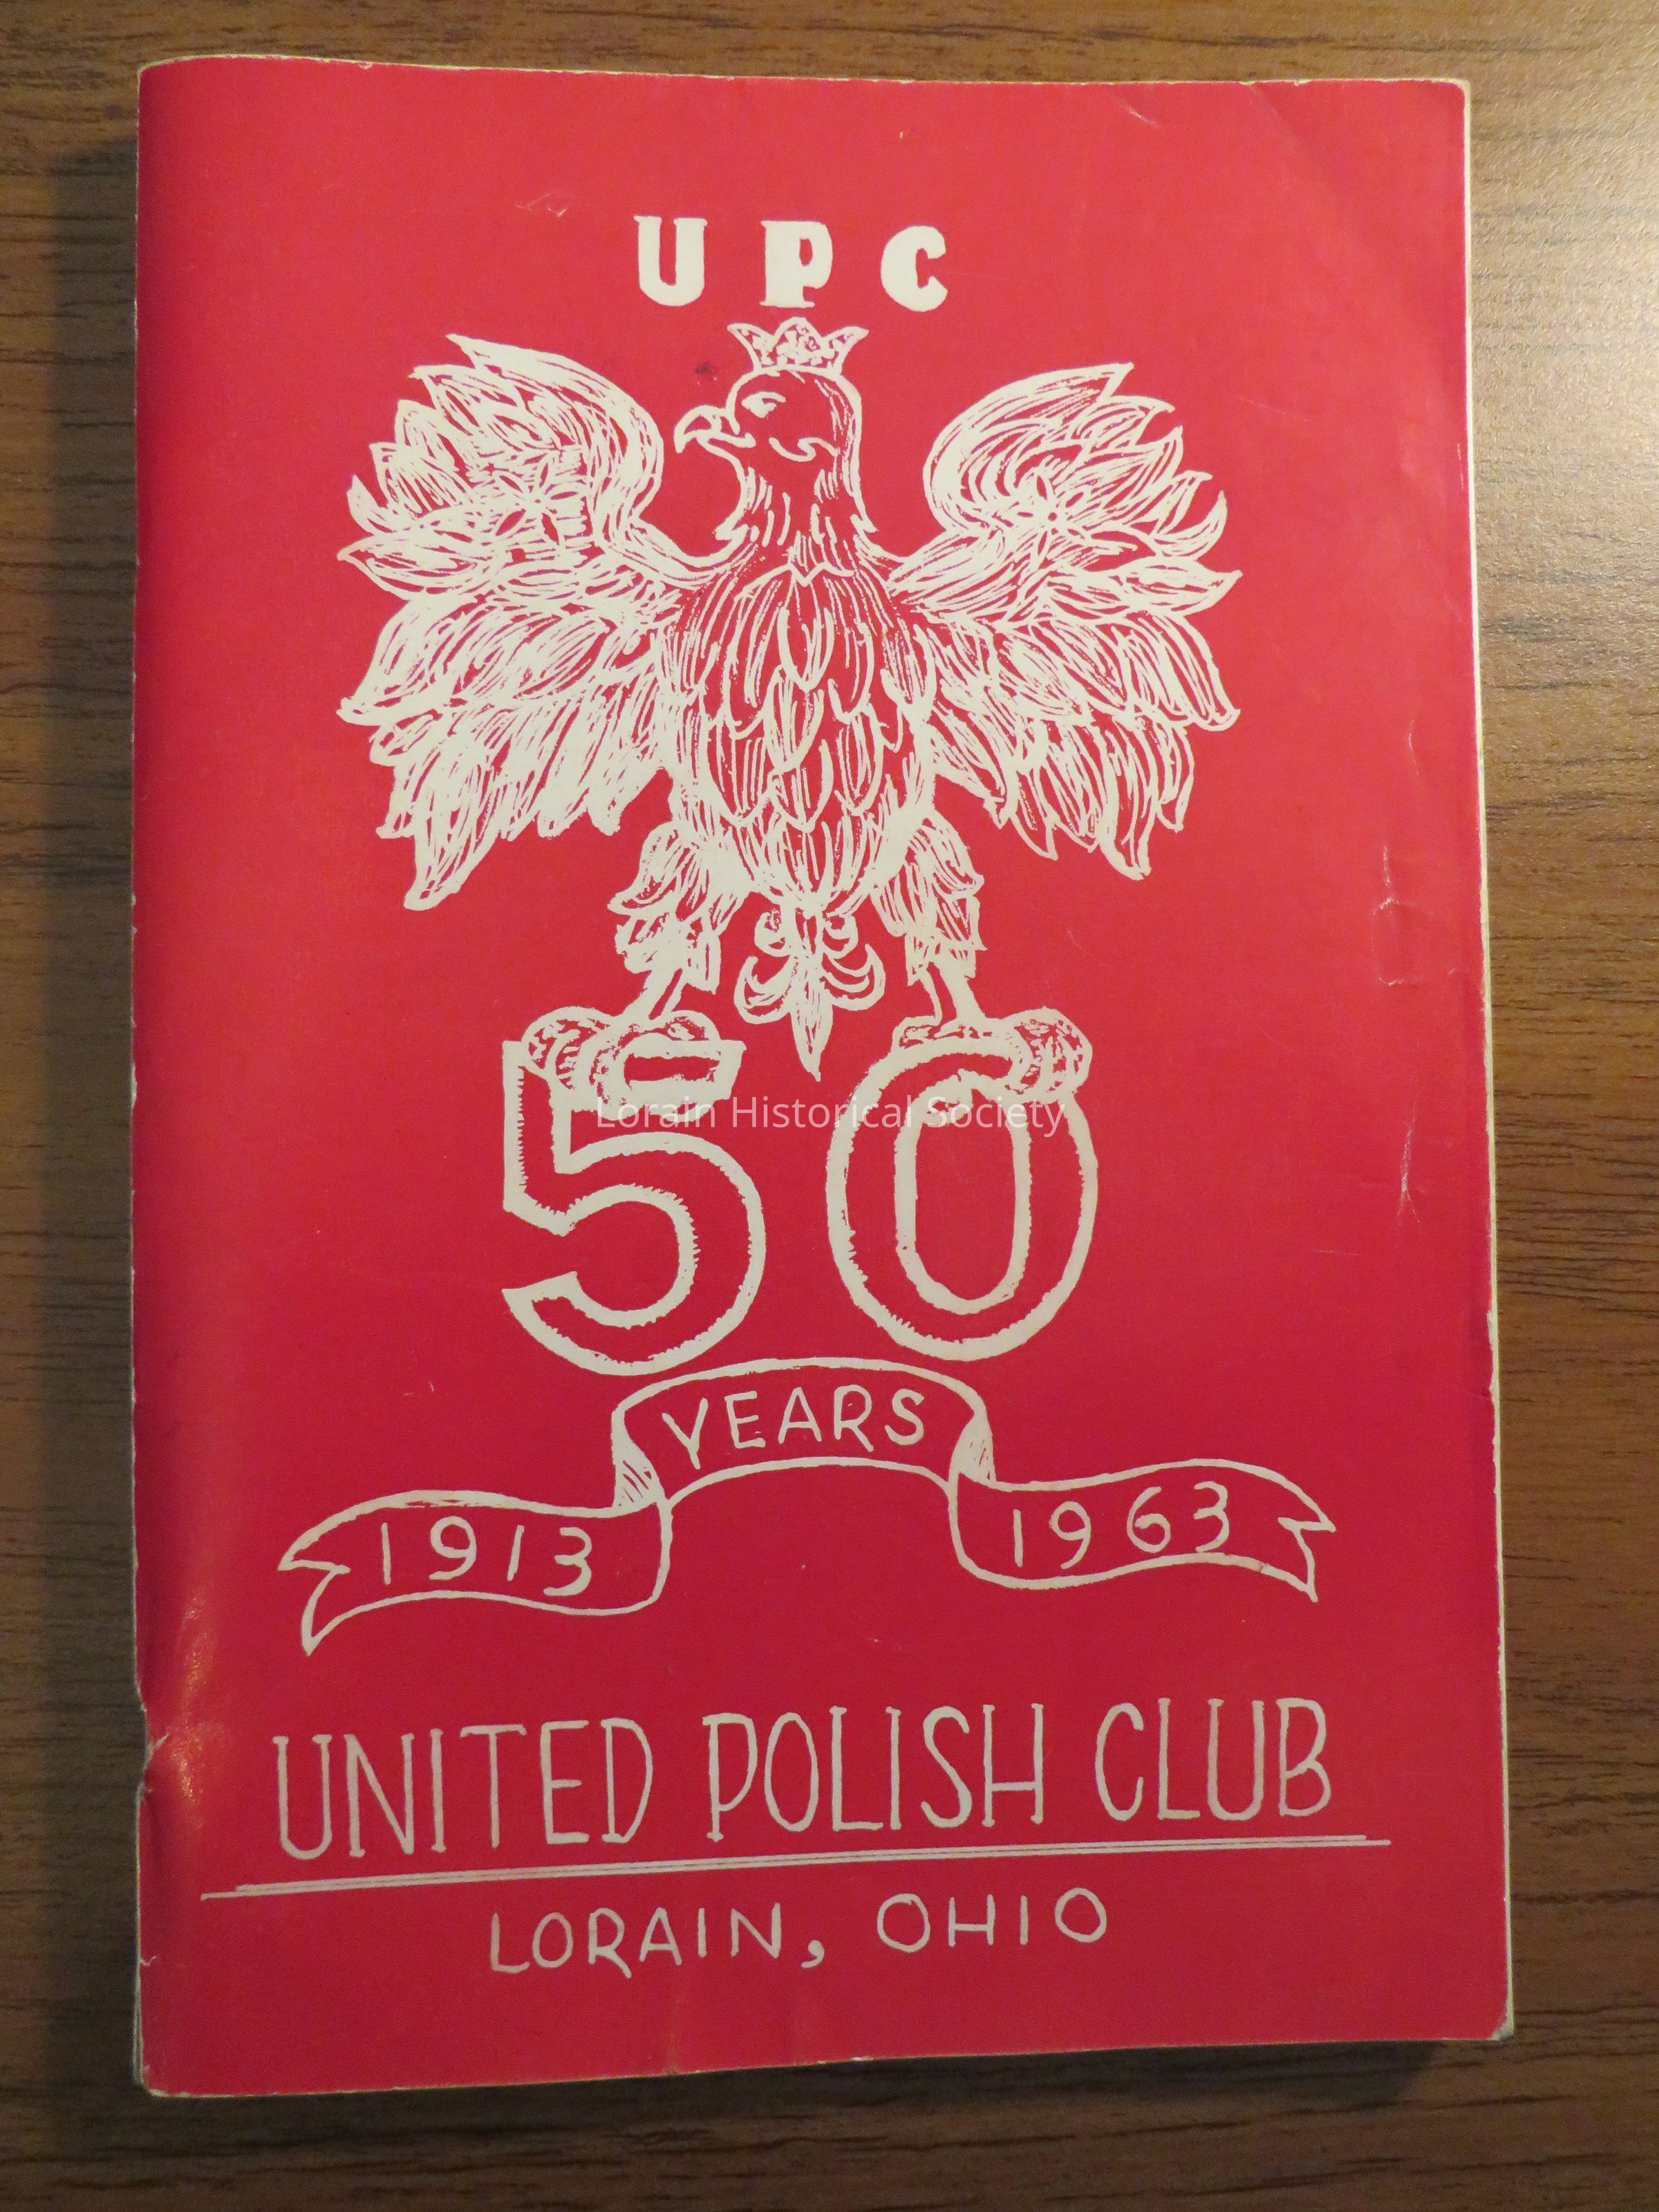 UPC
50
Lorain Historical Society
YEARS
1913 1963
UNITED POLISH CLUB
LORAIN, OHIO